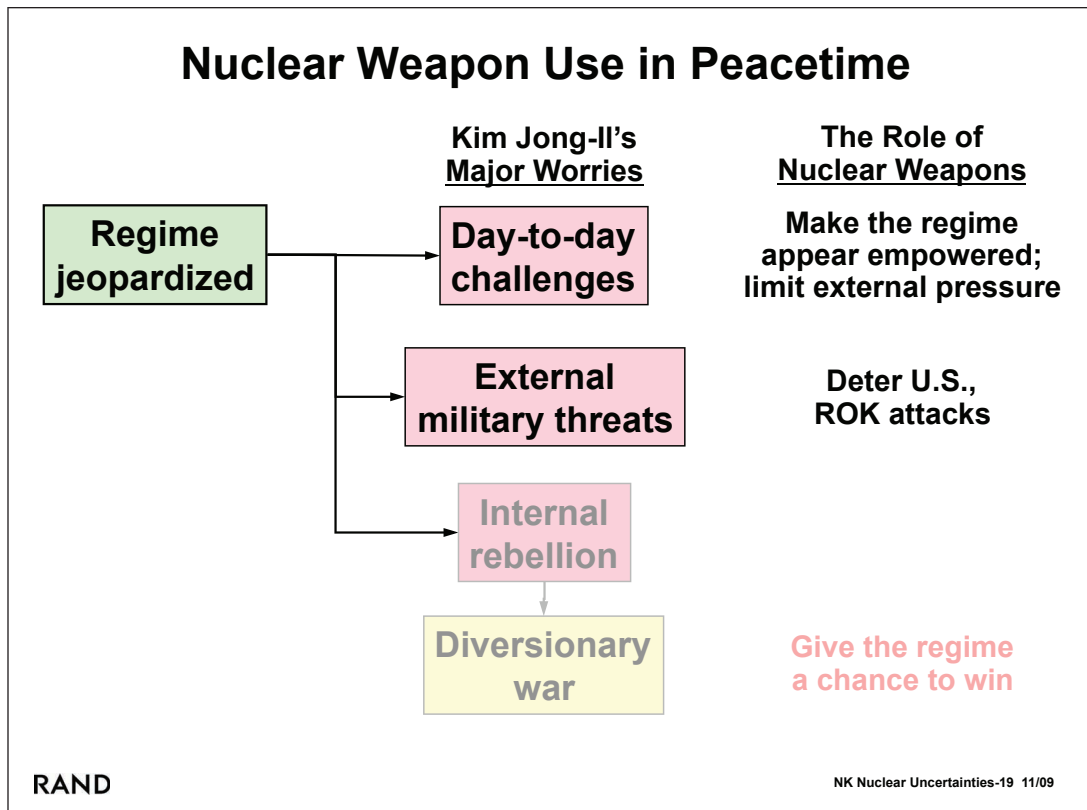 Nuclear Weapon Use in Peacetime
Kim Jong-Il's
Major Worries
The Role of
Nuclear Weapons
Regime
jeopardized
Day-to-day
challenges
Make the regime
appear empowered;
limit external pressure
External
military threats
Deter U.S.,
ROK attacks
Internal
rebellion
Diversionary
war
Give the regime
a chance to win
RAND
NK Nuclear Uncertainties-19 11/09